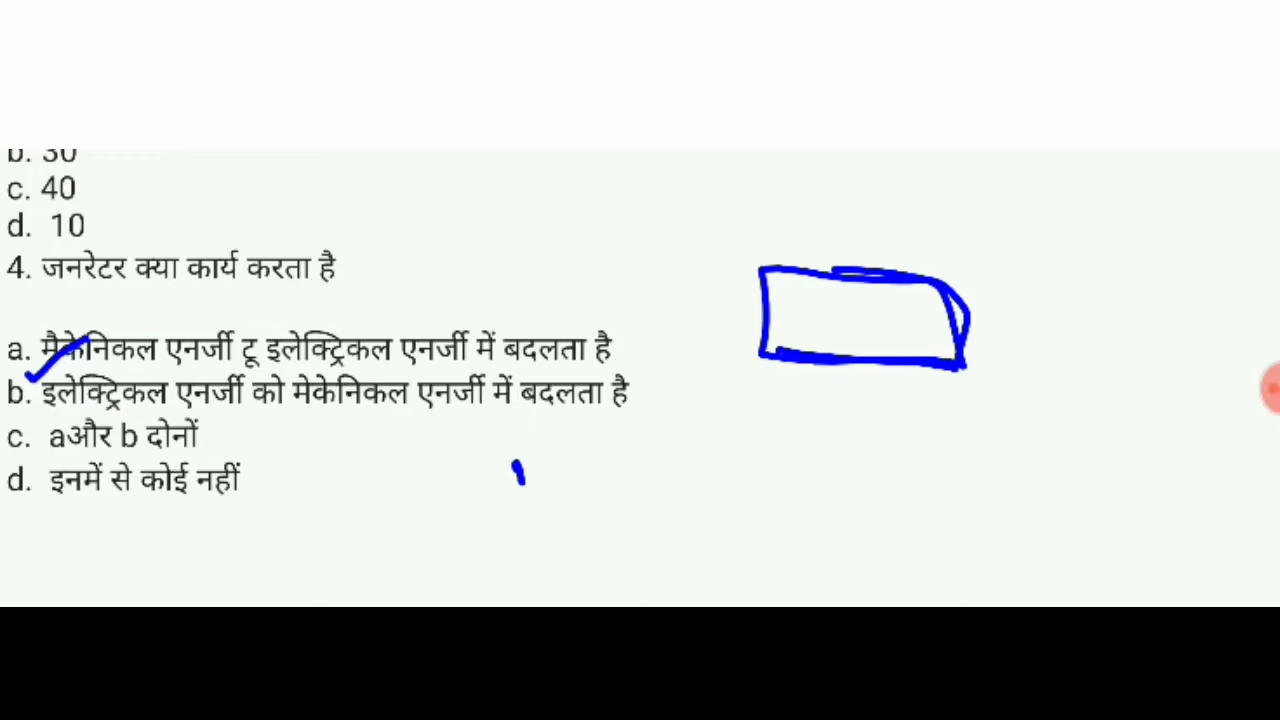 b. 30
c. 40
d. 10
4. जनरेटर क्या कार्य करता है
a. मैकेनिकल एनर्जी टू इलेक्ट्रिकल एनर्जी में बदलता है
b. इलेक्ट्रिकल एनर्जी को मेकेनिकल एनर्जी में बदलता है
c. aऔर b दोनों
d. इनमें से कोई नहीं